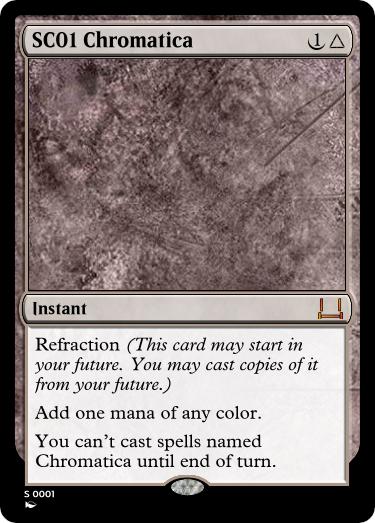 SC01 Chromatica
1△
Instant
Refraction (This card may start in
your future. You may cast copies of it
from your future.)
Add one mana of any color.
You can't cast spells named
Chromatica until end of turn.
S 0001